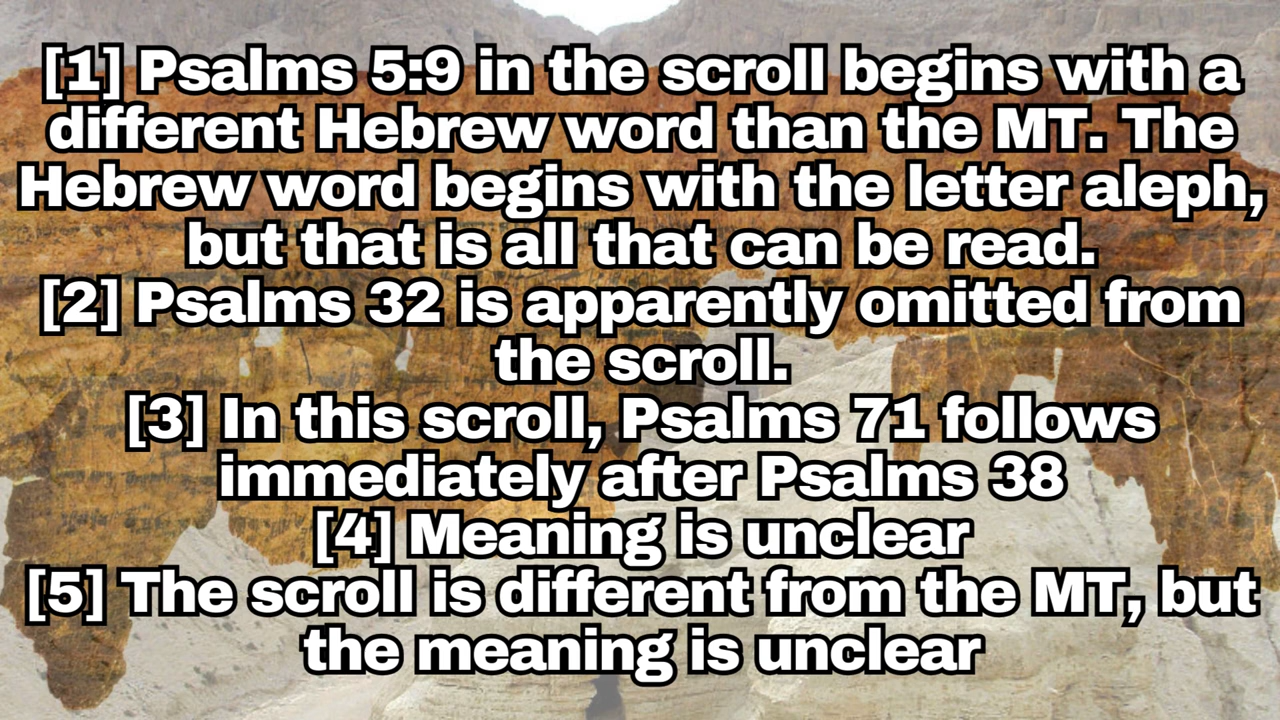 [1] Psalms 5:9 in the scroll begins with a
different Hebrew word than the MT. The
Hebrew word begins with the letter aleph,
but that is all that can be read.
[2] Psalms 32 is apparently omitted from
the scroll.
[3] In this scroll, Psalms 71 follows
immediately after Psalms 38
[4] Meaning is unclear
[5] The scroll is different from the MT, but
the meaning is unclear